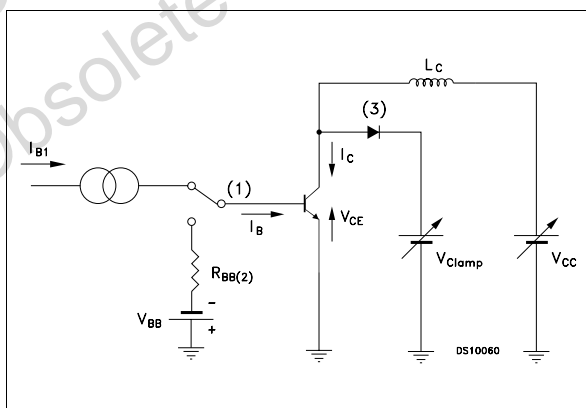 Obsolete
L_C
(3)
I_B1
(1)
I_C
I_B
V_CE
R_BB(2)
V_Clamp
V_CC
V_BB
-
+
DS10060